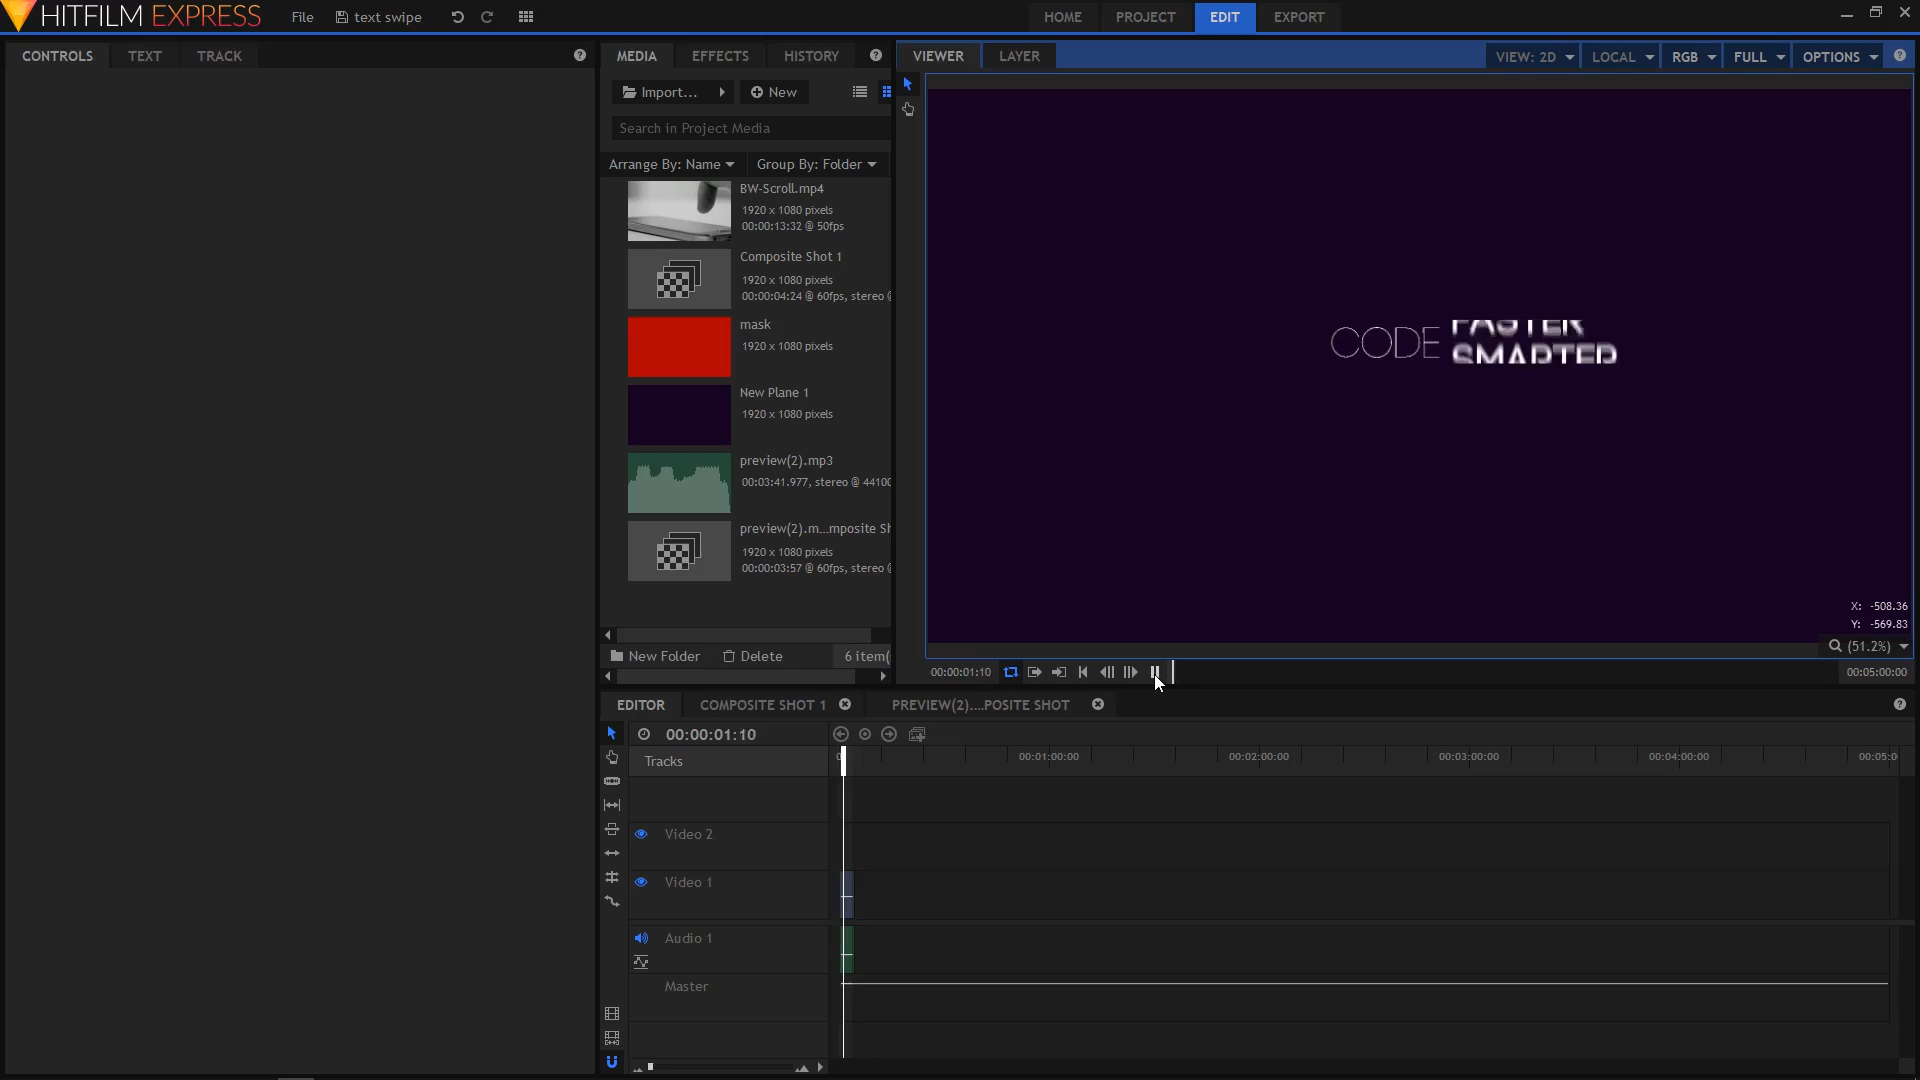 HITFILM EXPRESS
File
text swipe
HOME
PROJECT
EDIT
EXPORT
CONTROLS
TEXT
TRACK
MEDIA
EFFECTS
HISTORY
VIEWER
LAYER
VIEW: 2D
LOCAL
RGB
FULL
OPTIONS
Import...
New
Search in Project Media
Arrange By: Name
Group By: Folder
BW-Scroll.mp4
1920 x 1080 pixels
00:00:13:32 @ 50fps
Composite Shot 1
1920 x 1080 pixels
00:00:04:24 @ 60fps, stereo @
mask
1920 x 1080 pixels
New Plane 1
1920 x 1080 pixels
preview(2).mp3
00:03:41.977, stereo @ 44100
preview(2).m...mposite Sh
1920 x 1080 pixels
00:00:03:57 @ 60fps, stereo @
New Folder
Delete
6 item(
CODE FASTER
SMARTER
X: -508.36
Y: -569.83
(51.2%)
00:00:01:10
00:05:00:00
EDITOR
COMPOSITE SHOT 1
PREVIEW(2)....POSITE SHOT
00:00:01:10
Tracks
0
00:01:00:00
00:02:00:00
00:03:00:00
00:04:00:00
00:05:0
Video 2
Video 1
Audio 1
Master